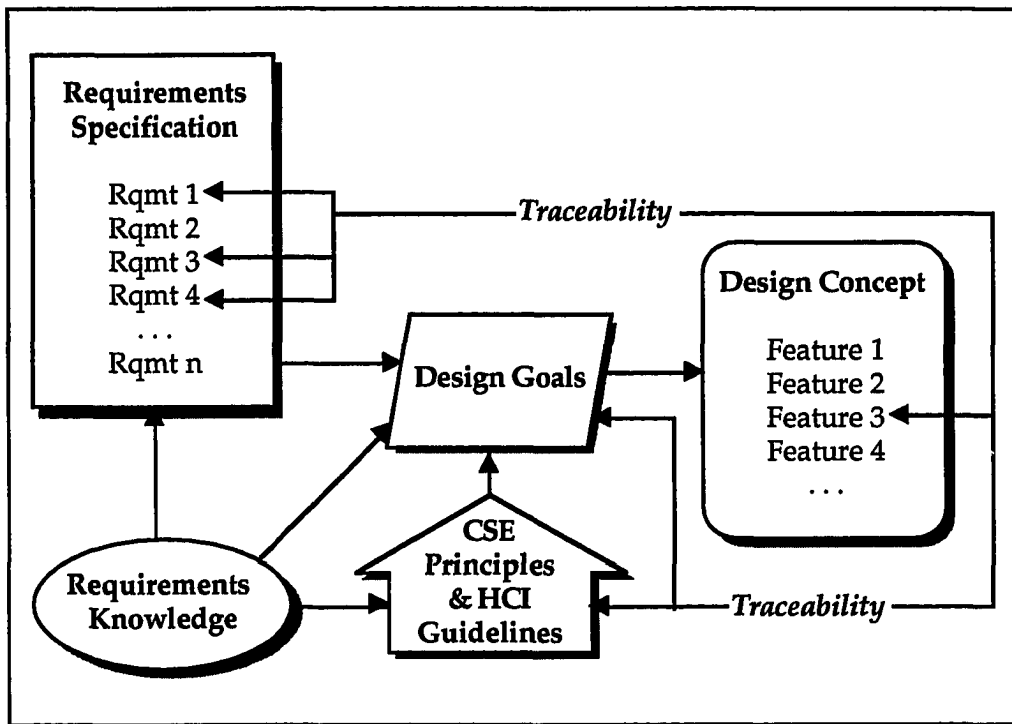 Requirements
Specification
Rqmt 1
Rqmt 2
Rqmt 3
Rqmt 4
. . .
Rqmt n
Traceability
Design Concept
Feature 1
Feature 2
Feature 3
Feature 4
. . .
Design Goals
CSE
Principles
& HCI
Guidelines
Requirements
Knowledge
Traceability